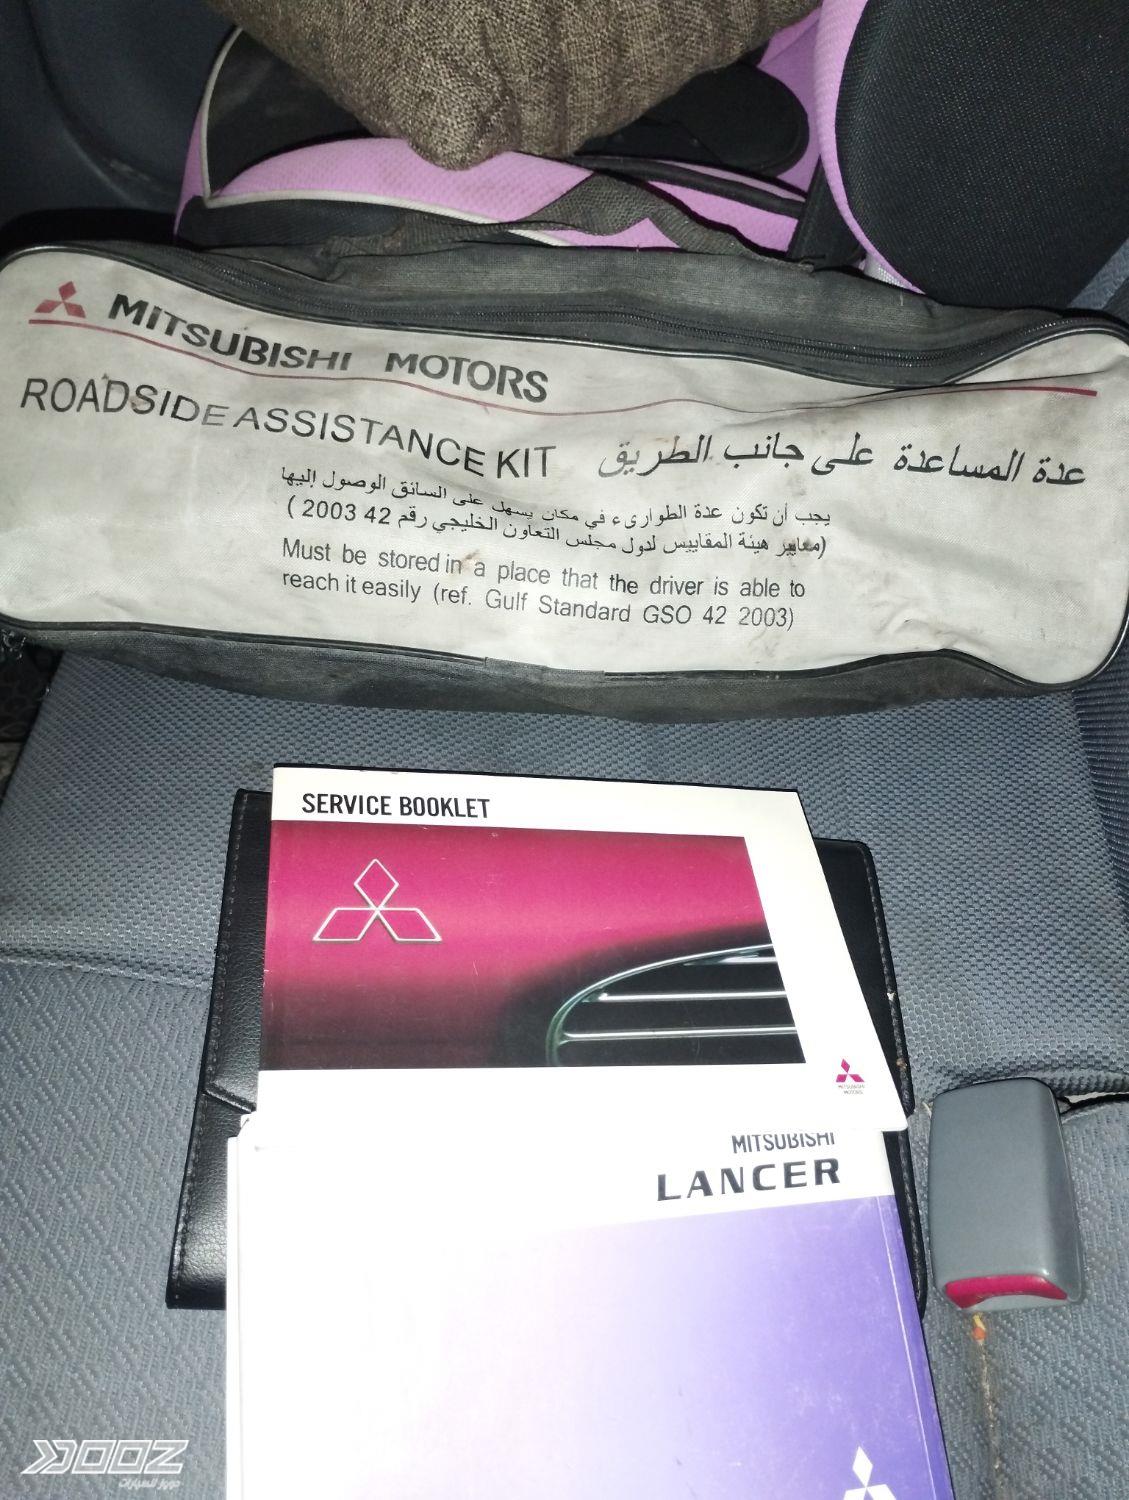 MITSUBISHI MOTORS
ROADSIDE ASSISTANCE KIT
عدة المساعدة على جانب الطريق
يجب أن تكون عدة الطوارىء في مكان يسهل على السائق الوصول إليها
(معايير هيئة المقاييس لدول مجلس التعاون الخليجي رقم 42 2003 )
Must be stored in a place that the driver is able to
reach it easily (ref. Gulf Standard GSO 42 2003)
SERVICE BOOKLET
MITSUBISHI
MOTORS
MITSUBISHI
LANCER
DOOZ
دووز للسيارات